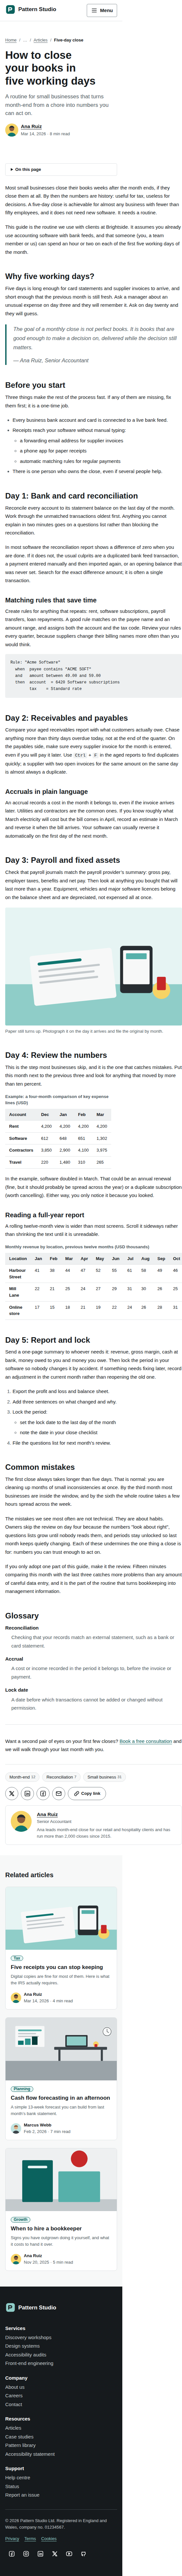 Pattern Studio
Menu
Home / … / Articles / Five-day close
How to close
your books in
five working days
A routine for small businesses that turns
month-end from a chore into numbers you
can act on.
Ana Ruiz
Mar 14, 2026 · 8 min read
On this page
Most small businesses close their books weeks after the month ends, if they
close them at all. By then the numbers are history: useful for tax, useless for
decisions. A five-day close is achievable for almost any business with fewer than
fifty employees, and it does not need new software. It needs a routine.
This guide is the routine we use with clients at Brightside. It assumes you already
use accounting software with bank feeds, and that someone (you, a team
member or us) can spend an hour or two on each of the first five working days of
the month.
Why five working days?
Five days is long enough for card statements and supplier invoices to arrive, and
short enough that the previous month is still fresh. Ask a manager about an
unusual expense on day three and they will remember it. Ask on day twenty and
they will guess.
The goal of a monthly close is not perfect books. It is books that are
good enough to make a decision on, delivered while the decision still
matters.
— Ana Ruiz, Senior Accountant
Before you start
Three things make the rest of the process fast. If any of them are missing, fix
them first; it is a one-time job.
Every business bank account and card is connected to a live bank feed.
Receipts reach your software without manual typing:
a forwarding email address for supplier invoices
a phone app for paper receipts
automatic matching rules for regular payments
There is one person who owns the close, even if several people help.
Day 1: Bank and card reconciliation
Reconcile every account to its statement balance on the last day of the month.
Work through the unmatched transactions oldest first. Anything you cannot
explain in two minutes goes on a questions list rather than blocking the
reconciliation.
In most software the reconciliation report shows a difference of zero when you
are done. If it does not, the usual culprits are a duplicated bank feed transaction,
a payment entered manually and then imported again, or an opening balance that
was never set. Search for the exact difference amount; it is often a single
transaction.
Matching rules that save time
Create rules for anything that repeats: rent, software subscriptions, payroll
transfers, loan repayments. A good rule matches on the payee and an expected
amount range, and assigns both the account and the tax code. Review your rules
every quarter, because suppliers change their billing names more often than you
would think.
Rule: "Acme Software"
when payee contains "ACME SOFT"
and amount between 49.00 and 59.00
then account = 6420 Software subscriptions
tax = Standard rate
Day 2: Receivables and payables
Compare your aged receivables report with what customers actually owe. Chase
anything more than thirty days overdue today, not at the end of the quarter. On
the payables side, make sure every supplier invoice for the month is entered,
even if you will pay it later. Use Ctrl + F in the aged reports to find duplicates
quickly; a supplier with two open invoices for the same amount on the same day
is almost always a duplicate.
Accruals in plain language
An accrual records a cost in the month it belongs to, even if the invoice arrives
later. If you know you used roughly the same amount of electricity in March but
the bill comes in April, record an estimate in March
and reverse it when the bill arrives. Your software can usually reverse it
automatically on the first day of the next month.
Day 3: Payroll and fixed assets
Check that payroll journals match the payroll provider's summary: gross pay,
employer taxes, benefits and net pay. Then look at anything you bought that will
last more than a year. Equipment, vehicles and major software licences belong
on the balance sheet and are depreciated, not expensed all at once.
Paper still turns up. Photograph it on the day it arrives and file the original by month.
Day 4: Review the numbers
This is the step most businesses skip, and it is the one that catches mistakes. Put
this month next to the previous three and look for anything that moved by more
than ten percent.
Example: a four-month comparison of key expense
lines (USD)
Account Dec Jan Feb Mar
Rent 4,200 4,200 4,200 4,200
Software 612 648 651 1,302
Contractors 3,850 2,900 4,100 3,975
Travel 220 1,480 310 285
In the example, software doubled in March. That could be an annual renewal
(fine, but it should probably be spread across the year) or a duplicate subscription
(worth cancelling). Either way, you only notice it because you looked.
Reading a full-year report
A rolling twelve-month view is wider than most screens. Scroll it sideways rather
than shrinking the text until it is unreadable.
Monthly revenue by location, previous twelve months (USD thousands)
Location Jan Feb Mar Apr May Jun Jul Aug Sep Oct
Harbour
Street 41 38 44 47 52 55 61 58 49 46
Mill
Lane 22 21 25 24 27 29 31 30 26 25
Online
store 17 15 18 21 19 22 24 26 28 31
Day 5: Report and lock
Send a one-page summary to whoever needs it: revenue, gross margin, cash at
bank, money owed to you and money you owe. Then lock the period in your
software so nobody changes it by accident. If something needs fixing later, record
an adjustment in the current month rather than reopening the old one.
1. Export the profit and loss and balance sheet.
2. Add three sentences on what changed and why.
3. Lock the period:
set the lock date to the last day of the month
note the date in your close checklist
4. File the questions list for next month's review.
Common mistakes
The first close always takes longer than five days. That is normal: you are
cleaning up months of small inconsistencies at once. By the third month most
businesses are inside the window, and by the sixth the whole routine takes a few
hours spread across the week.
The mistakes we see most often are not technical. They are about habits.
Owners skip the review on day four because the numbers "look about right".
questions lists grow until nobody reads them. And a lock date that moves every
month keeps quietly changing. Each of these undermines the one thing a close is
for: numbers you can trust enough to act on.
If you only adopt one part of this guide, make it the review. Fifteen minutes
comparing this month with the last three catches more problems than any amount
of careful data entry, and it is the part of the routine that turns bookkeeping into
management information.
Glossary
Reconciliation
Checking that your records match an external statement, such as a bank or
card statement.
Accrual
A cost or income recorded in the period it belongs to, before the invoice or
payment.
Lock date
A date before which transactions cannot be added or changed without
permission.
Want a second pair of eyes on your first few closes? Book a free consultation and
we will walk through your last month with you.
Month-end 12 Reconciliation 7 Small business 31
Copy link
Ana Ruiz
Senior Accountant
Ana leads month-end close for our retail and hospitality clients and has
run more than 2,000 closes since 2015.
Related articles
Tax
Five receipts you can stop keeping
Digital copies are fine for most of them. Here is what
the IRS actually requires.
Ana Ruiz
Mar 14, 2026 · 4 min read
Planning
Cash flow forecasting in an afternoon
A simple 13-week forecast you can build from last
month's bank statement.
Marcus Webb
Feb 2, 2026 · 7 min read
Growth
When to hire a bookkeeper
Signs you have outgrown doing it yourself, and what
it costs to hand it over.
Ana Ruiz
Nov 20, 2025 · 5 min read
Pattern Studio
Services
Discovery workshops
Design systems
Accessibility audits
Front-end engineering
Company
About us
Careers
Contact
Resources
Articles
Case studies
Pattern library
Accessibility statement
Support
Help centre
Status
Report an issue
© 2026 Pattern Studio Ltd. Registered in England and
Wales, company no. 01234567.
Privacy Terms Cookies